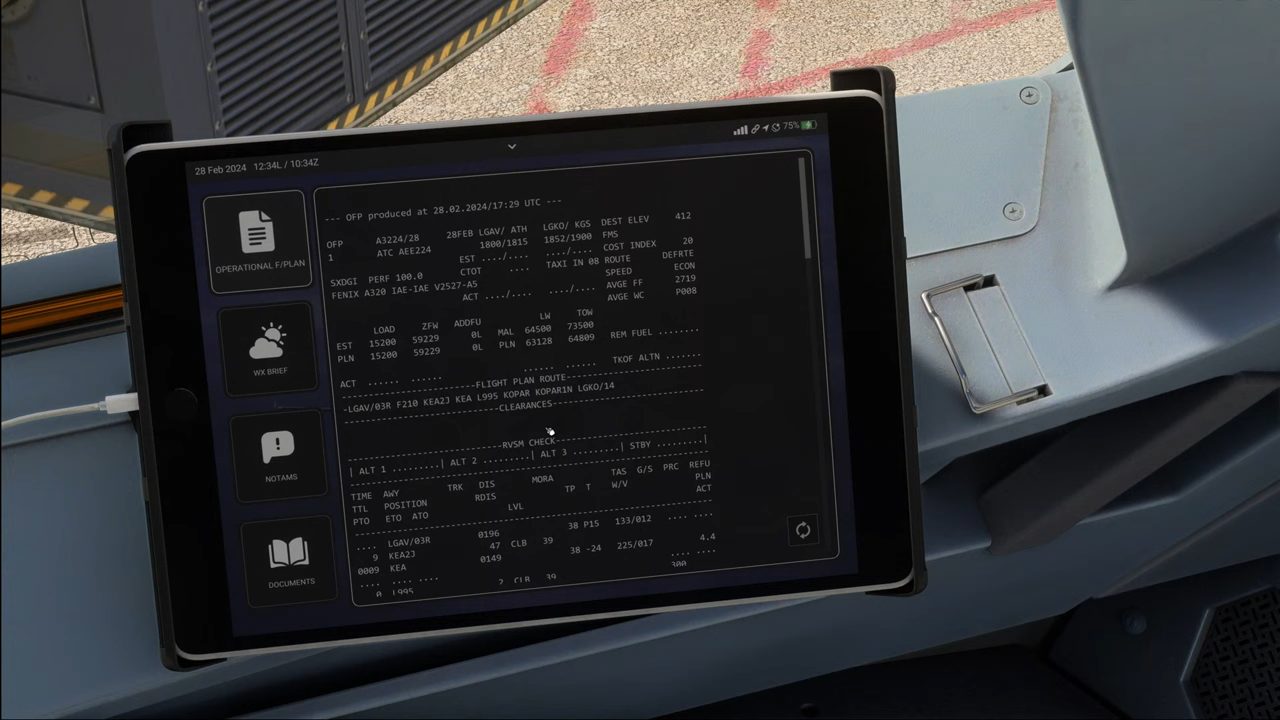 28 Feb 2024 12:34L / 10:34Z
75%
OPERATIONAL F/PLAN
WX BRIEF
NOTAMS
DOCUMENTS
--- OFP produced at 28.02.2024/17:29 UTC ---
OFP A3224/28 28FEB LGAV/ ATH LGKO/ KGS DEST ELEV 412
1 ATC AEE224 1800/1815 1852/1900 FMS
EST ..../.... ..../.... COST INDEX 20
SXDGI PERF 100.0 CTOT .... TAXI IN 08 ROUTE DEFRTE
FENIX A320 IAE-IAE V2527-A5 SPEED ECON
ACT ..../.... ..../.... AVGE FF 2719
AVGE WC P008
LOAD ZFW ADDFU LW TOW
EST 15200 59229 0L MAL 64500 73500
PLN 15200 59229 0L PLN 63128 64809 REM FUEL ........
ACT ...... ...... ...... ...... TKOF ALTN .......
-----------------------FLIGHT PLAN ROUTE-----------------------
-LGAV/03R F210 KEA2J KEA L995 KOPAR KOPAR1N LGKO/14
--------------------------CLEARANCES--------------------------
--------------------------RVSM CHECK--------------------------
| ALT 1 .........| ALT 2 .........| ALT 3 .........| STBY .........|
TIME AWY TRK DIS MORA TAS G/S PRC REFU
TTL POSITION RDIS TP T W/V PLN
PTO ETO ATO LVL ACT
.... LGAV/03R 0196 38 P15 133/012 .... ....
9 KEA2J 47 CLB 39
0009 KEA 0149 38 -24 225/017 4.4
.... .... .... .... ....
0 L995 2 CLB 39 300